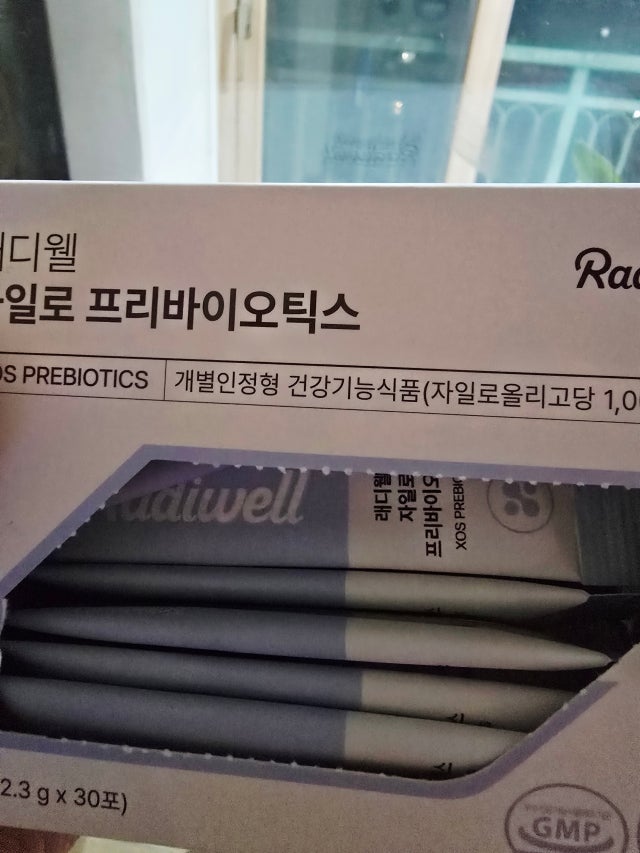 디웰
Rad
일로 프리바이오틱스
OS PREBIOTICS
개별인정형 건강기능식품(자일로올리고당 1,0
Radiwell
래디웰
자일로
프리바이오
XOS PREBI
2.3 g x 30포)
GMP